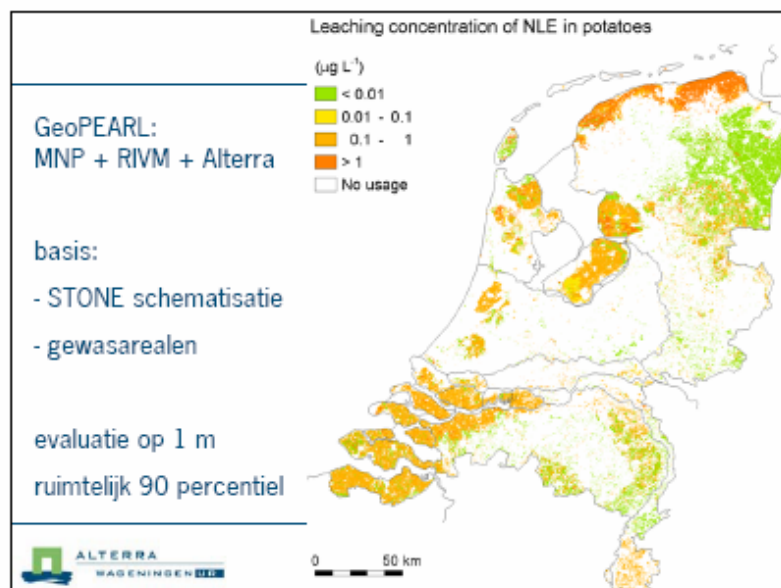 Leaching concentration of NLE in potatoes
(µg L⁻¹)
< 0.01
0.01 - 0.1
0.1 - 1
> 1
No usage
GeoPEARL:
MNP + RIVM + Alterra
basis:
- STONE schematisatie
- gewasarealen
evaluatie op 1 m
ruimtelijk 90 percentiel
ALTERRA
WAGENINGEN UR
0 50 km